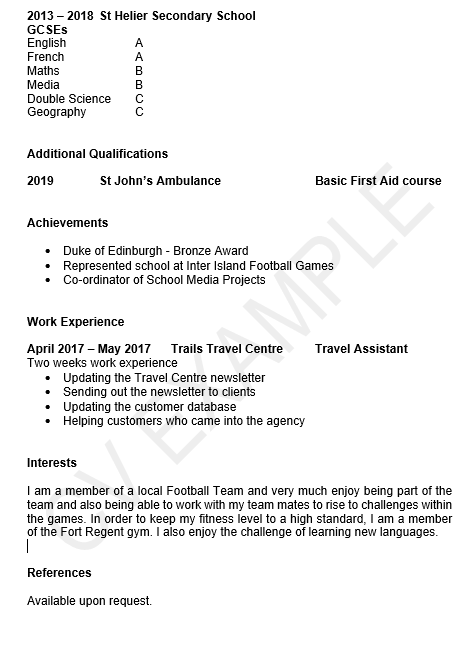 2013 – 2018 St Helier Secondary School
GCSEs
English A
French A
Maths B
Media B
Double Science C
Geography C
Additional Qualifications
2019 St John's Ambulance Basic First Aid course
Achievements
• Duke of Edinburgh - Bronze Award
• Represented school at Inter Island Football Games
• Co-ordinator of School Media Projects
Work Experience
April 2017 – May 2017 Trails Travel Centre Travel Assistant
Two weeks work experience
• Updating the Travel Centre newsletter
• Sending out the newsletter to clients
• Updating the customer database
• Helping customers who came into the agency
Interests
I am a member of a local Football Team and very much enjoy being part of the
team and also being able to work with my team mates to rise to challenges within
the games. In order to keep my fitness level to a high standard, I am a member
of the Fort Regent gym. I also enjoy the challenge of learning new languages.
References
Available upon request.
CV EXAMPLE